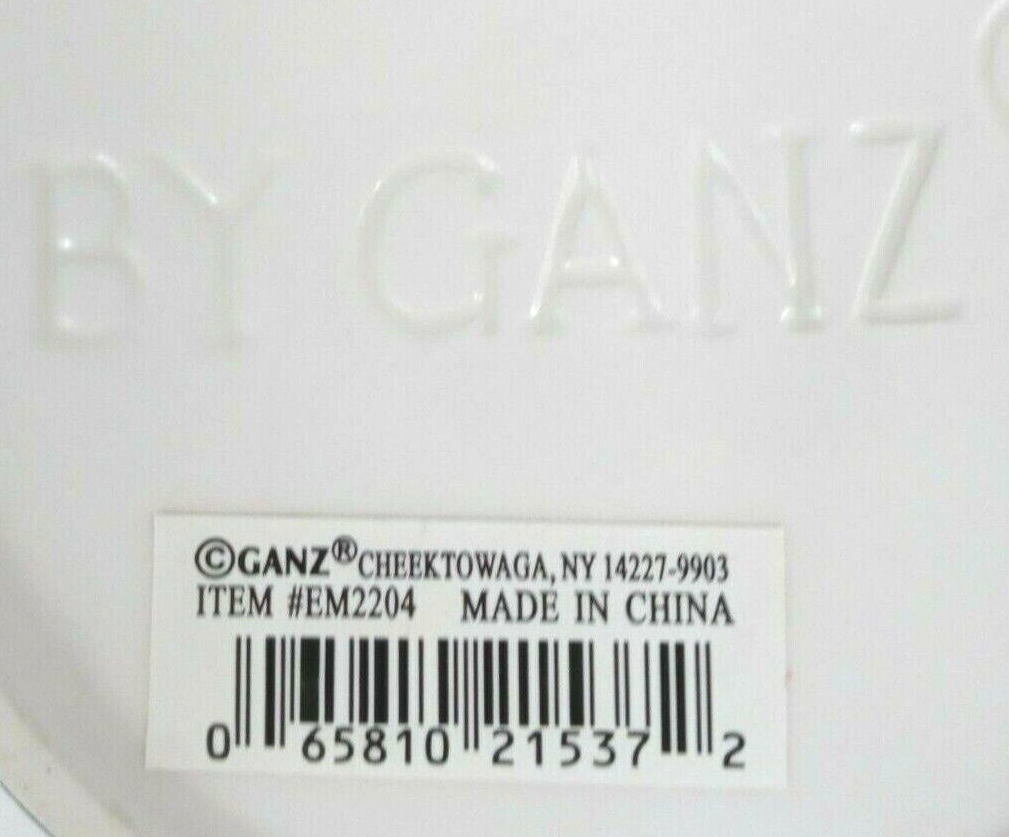 BY GANZ
©GANZ® CHEEKTOWAGA, NY 14227-9903
ITEM #EM2204 MADE IN CHINA
0 65810 21537 2